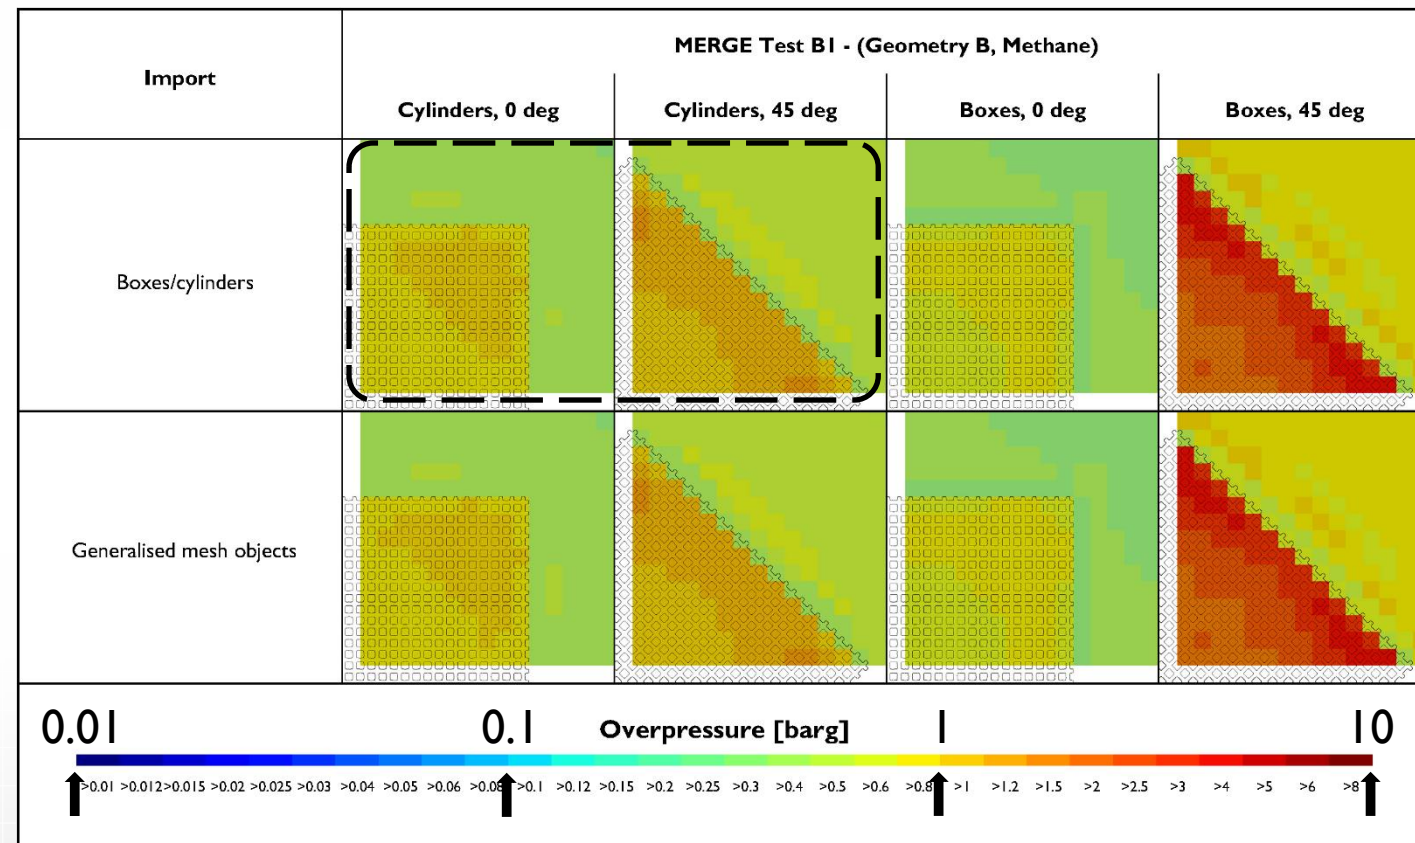 Import
MERGE Test B1 - (Geometry B, Methane)
Cylinders, 0 deg
Cylinders, 45 deg
Boxes, 0 deg
Boxes, 45 deg
Boxes/cylinders
Generalised mesh objects
0.01 0.1 Overpressure [barg] 1 10
>0.01 >0.012 >0.015 >0.02 >0.025 >0.03 >0.04 >0.05 >0.06 >0.08 >0.1 >0.12 >0.15 >0.2 >0.25 >0.3 >0.4 >0.5 >0.6 >0.8 >1 >1.2 >1.5 >2 >2.5 >3 >4 >5 >6 >8